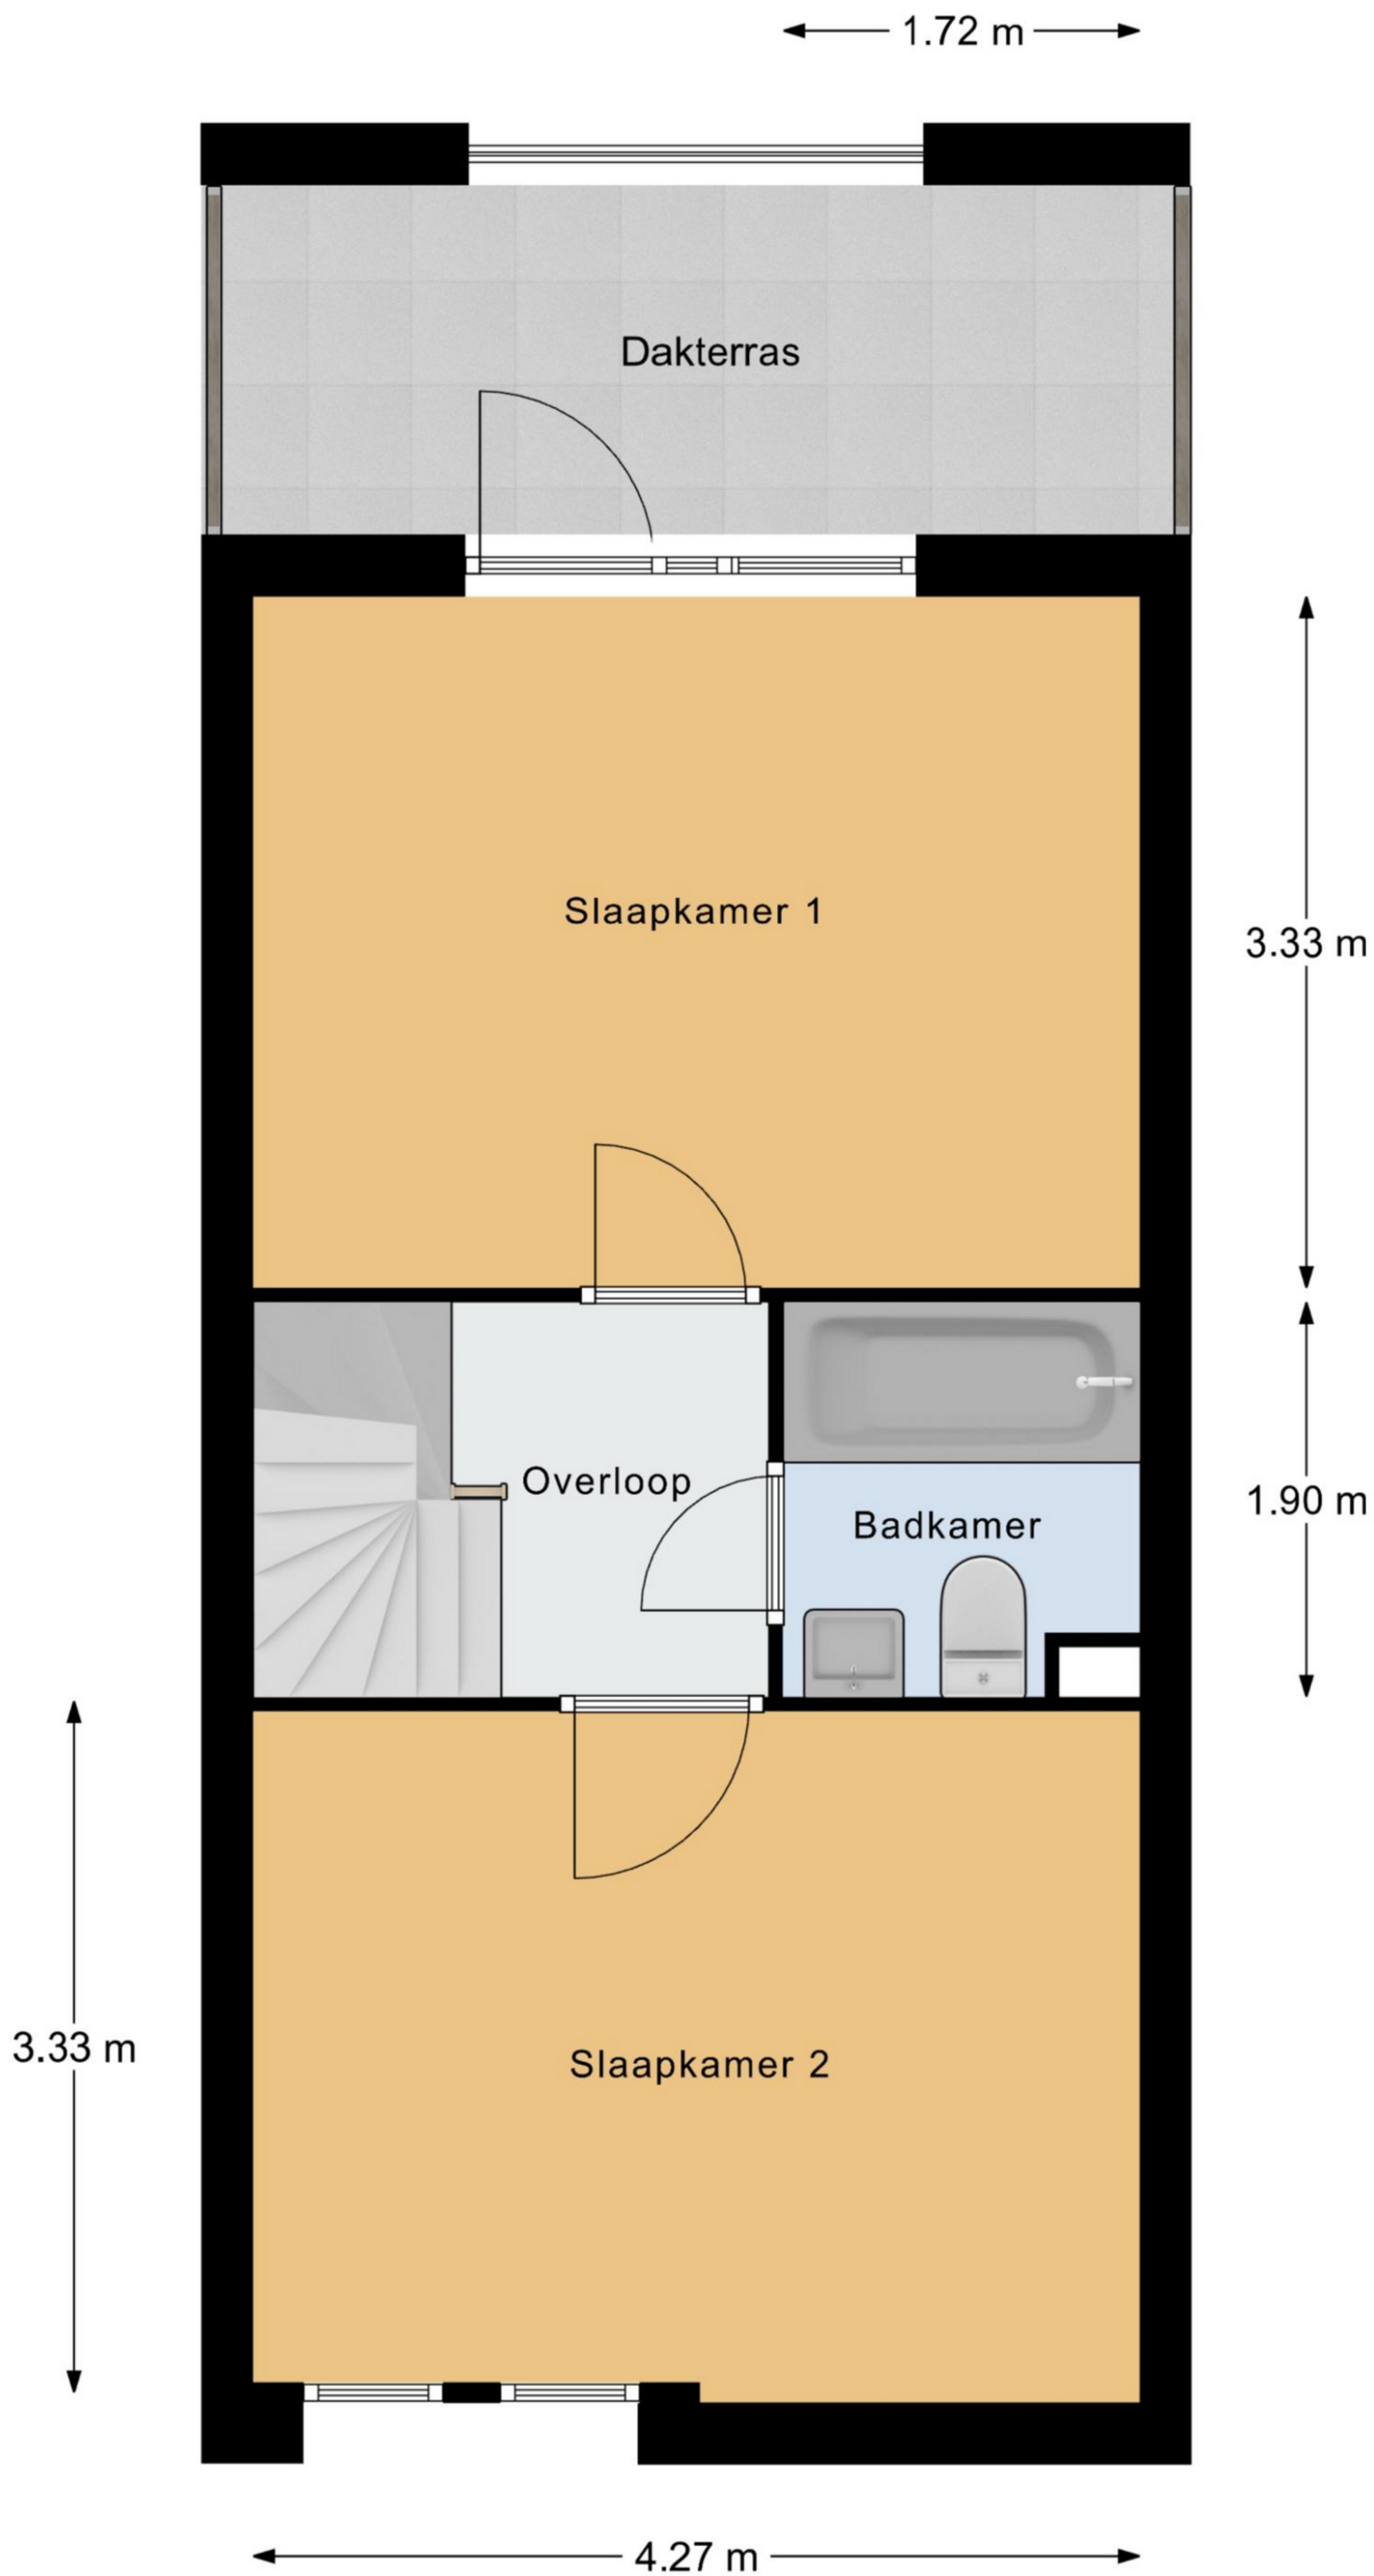 1.72 m
Dakterras
Slaapkamer 1
3.33 m
Overloop
1.90 m
Badkamer
3.33 m
Slaapkamer 2
4.27 m